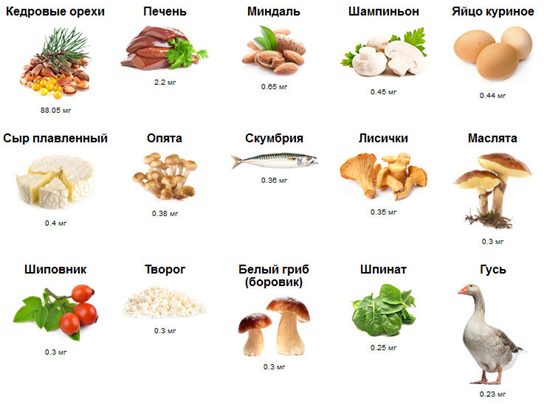 Кедровые орехи
Печень
Миндаль
Шампиньон
Яйцо куриное
88.05 мг
2.2 мг
0.65 мг
0.45 мг
0.44 мг
Сыр плавленный
Опята
Скумбрия
Лисички
Маслята
0.4 мг
0.38 мг
0.36 мг
0.35 мг
0.3 мг
Шиповник
Творог
Белый гриб
(боровик)
Шпинат
Гусь
0.3 мг
0.3 мг
0.3 мг
0.25 мг
0.23 мг